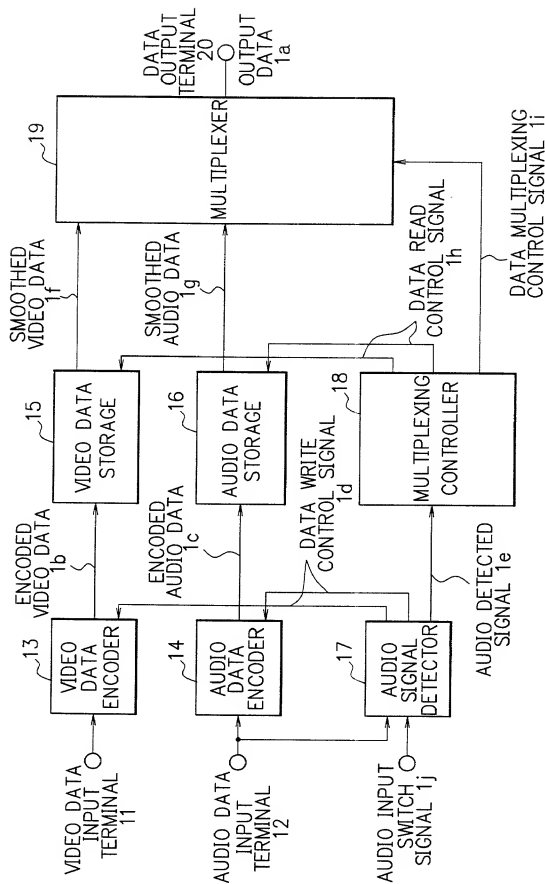 VIDEO DATA
INPUT
TERMINAL
11
13
VIDEO
DATA
ENCODER
ENCODED
VIDEO DATA
1b
15
VIDEO DATA
STORAGE
SMOOTHED
VIDEO DATA
1f
19
MULTIPLEXER
DATA
OUTPUT
TERMINAL
20
OUTPUT
DATA
1a
AUDIO DATA
INPUT
TERMINAL
12
14
AUDIO
DATA
ENCODER
ENCODED
AUDIO DATA
1c
16
AUDIO DATA
STORAGE
SMOOTHED
AUDIO DATA
1g
DATA WRITE
CONTROL SIGNAL
1d
DATA READ
CONTROL SIGNAL
1h
AUDIO INPUT
SWITCH
SIGNAL 1j
17
AUDIO
SIGNAL
DETECTOR
AUDIO DETECTED
SIGNAL 1e
18
MULTIPLEXING
CONTROLLER
DATA MULTIPLEXING
CONTROL SIGNAL 1i